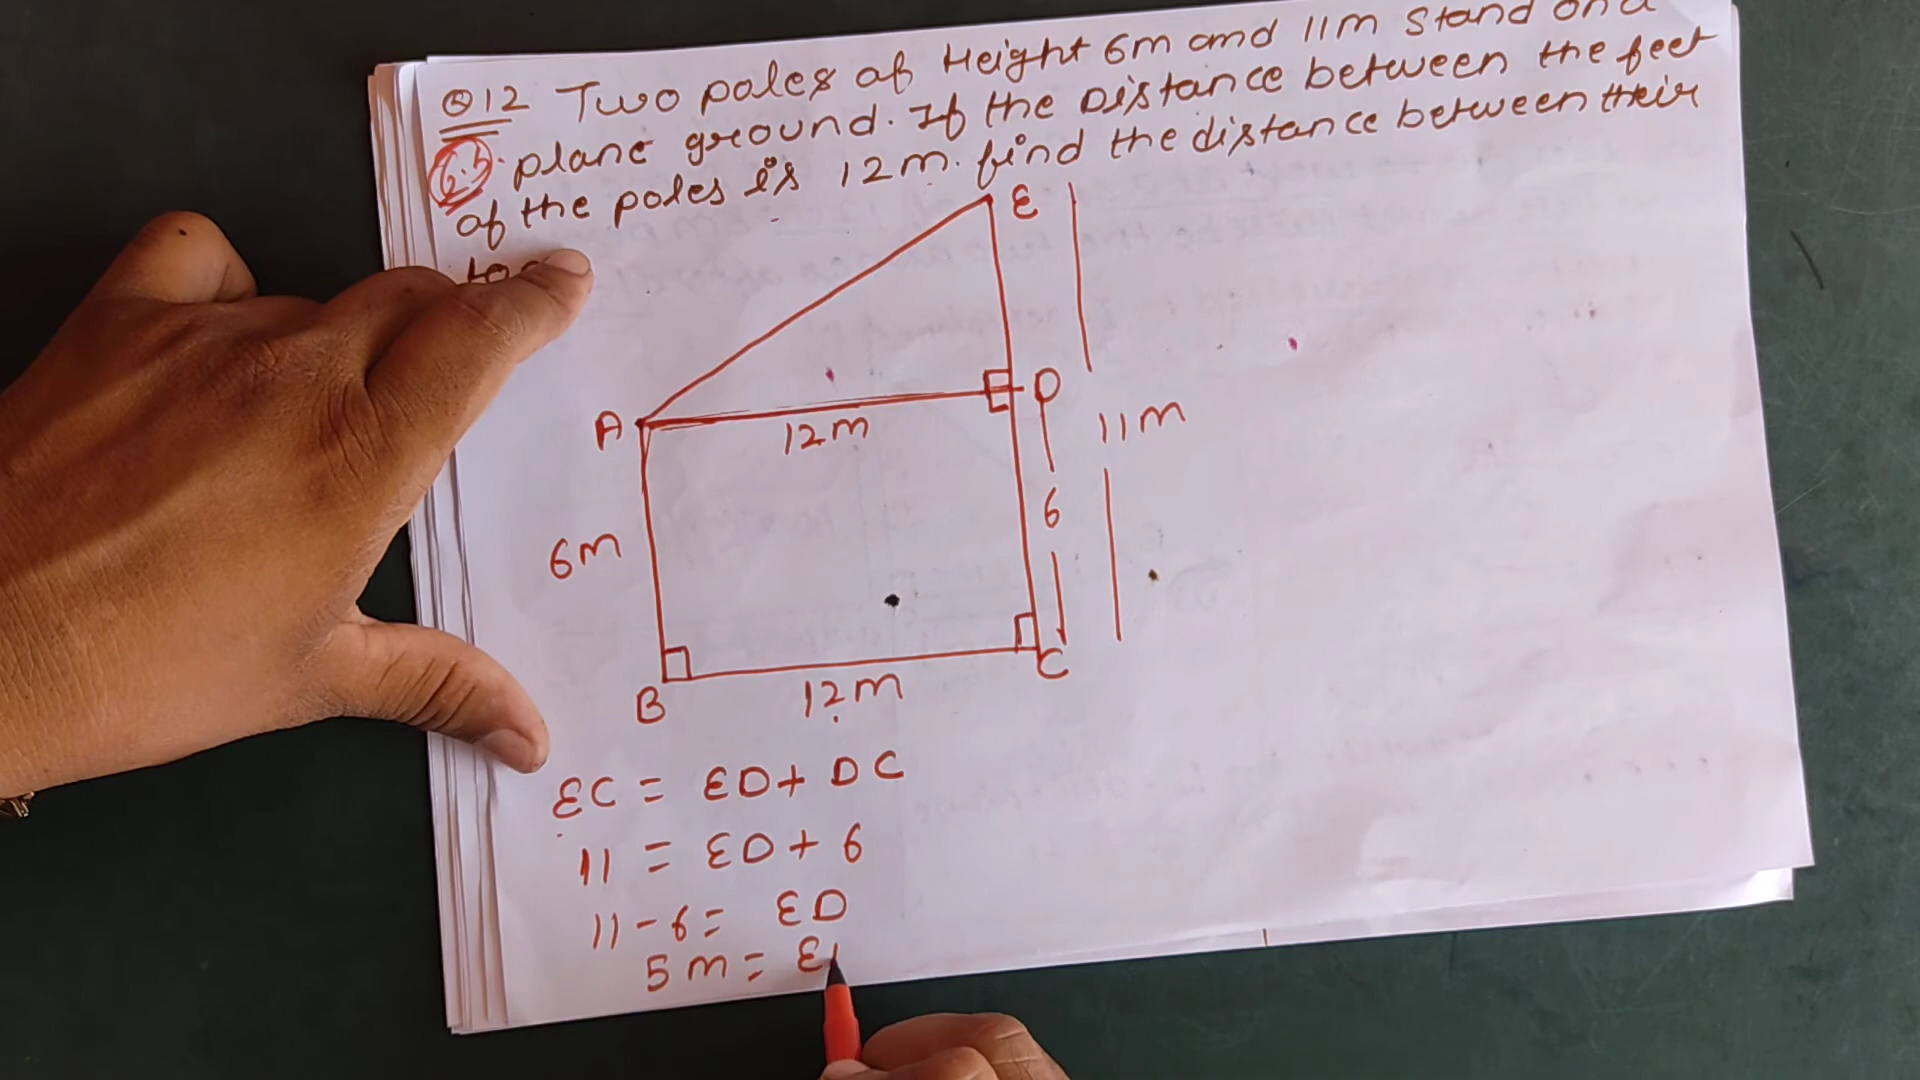 Q12 Two poles of Height 6m and 11m Stand on a
6.5. plane ground. If the Distance between the feet
of the poles is 12m. find the distance between their
E
A
12m
D
11m
6m
6
B
12m
C
EC = ED + DC
11 = ED + 6
11 - 6 = ED
5m =